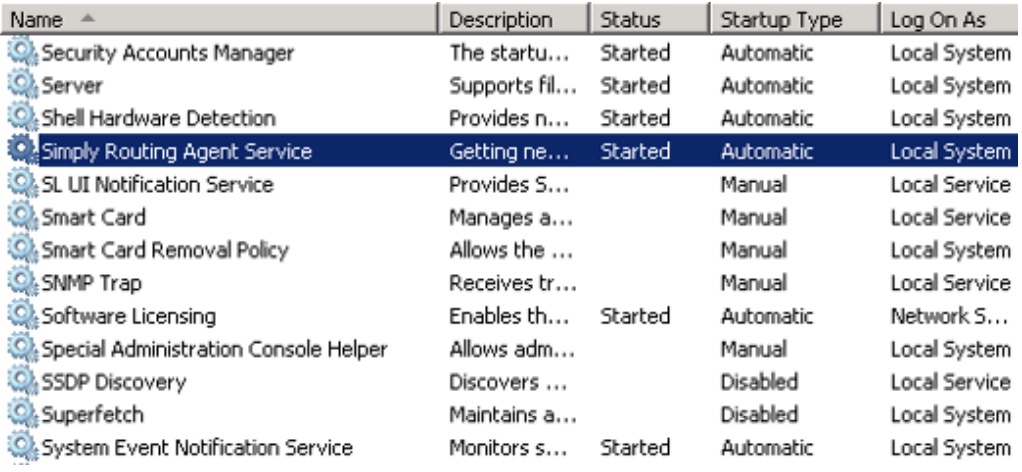 Name Description Status Startup Type Log On As
Security Accounts Manager The startu... Started Automatic Local System
Server Supports fil... Started Automatic Local System
Shell Hardware Detection Provides n... Started Automatic Local System
Simply Routing Agent Service Getting ne... Started Automatic Local System
SL UI Notification Service Provides S... Manual Local Service
Smart Card Manages a... Manual Local Service
Smart Card Removal Policy Allows the ... Manual Local System
SNMP Trap Receives tr... Manual Local Service
Software Licensing Enables th... Started Automatic Network S...
Special Administration Console Helper Allows adm... Manual Local System
SSDP Discovery Discovers ... Disabled Local Service
Superfetch Maintains a... Disabled Local System
System Event Notification Service Monitors s... Started Automatic Local System